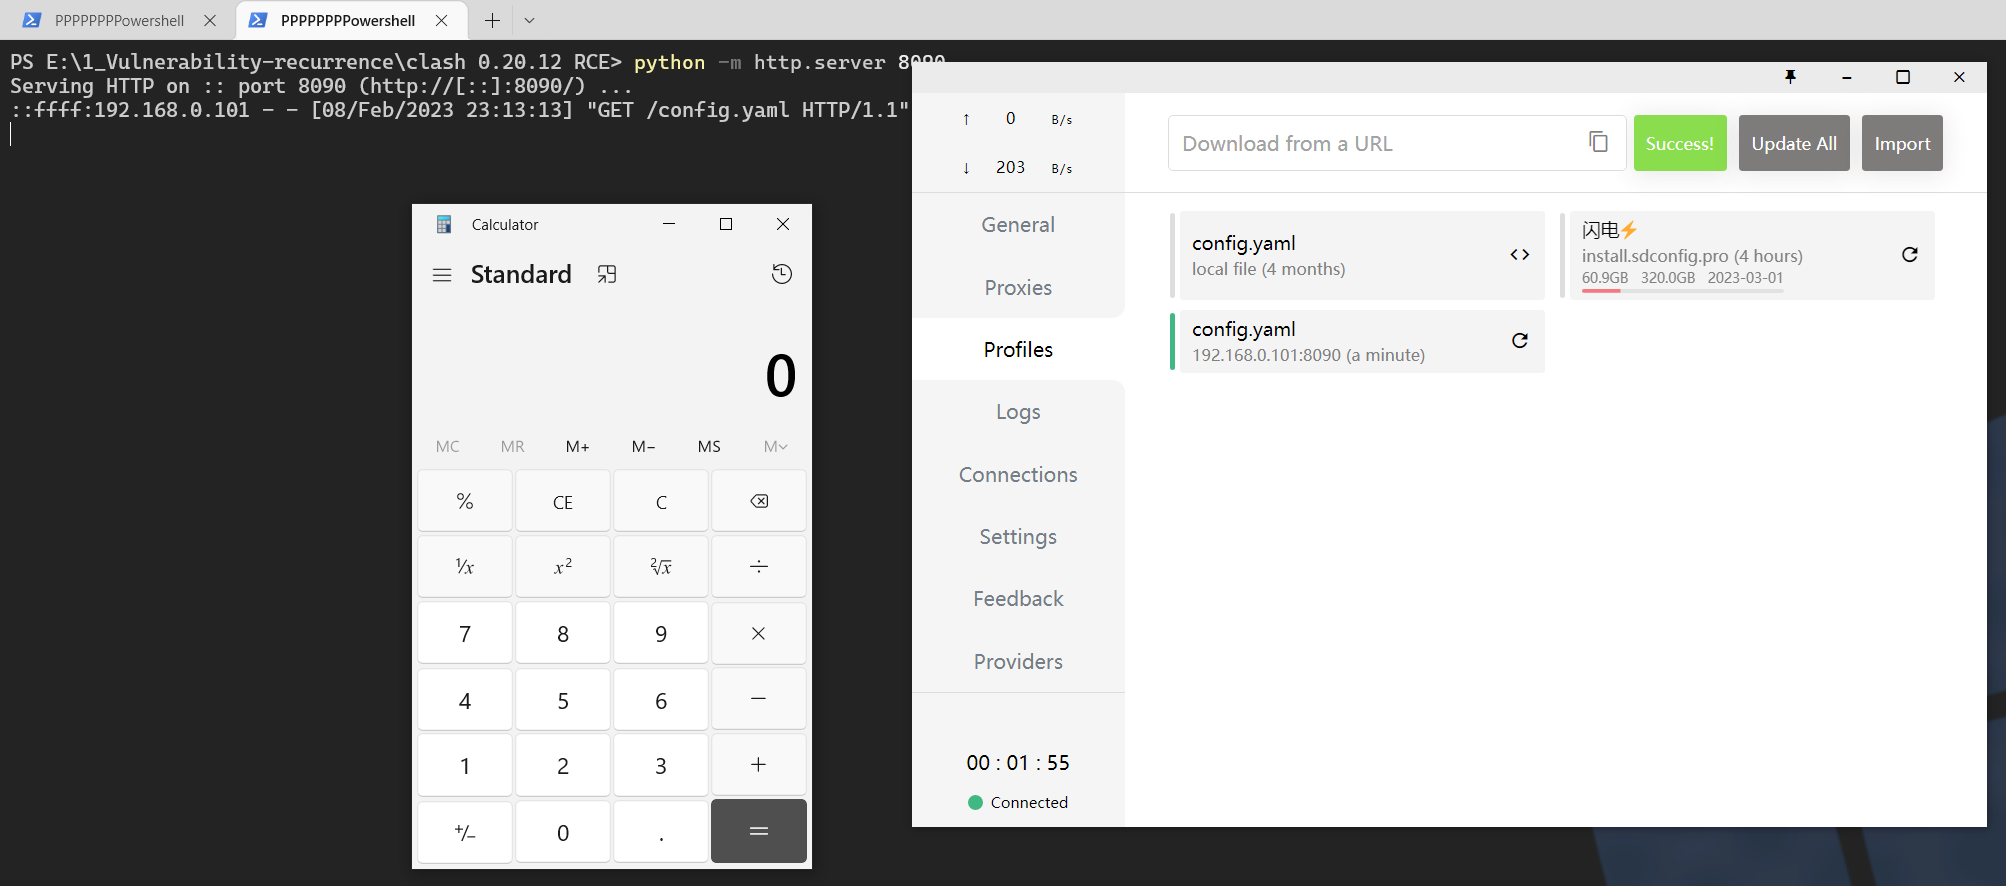 PPPPPPPPowershell
PPPPPPPPowershell
PS E:\1_Vulnerability-recurrence\clash 0.20.12 RCE> python -m http.server 8090
Serving HTTP on :: port 8090 (http://[::]:8090/) ...
::ffff:192.168.0.101 - - [08/Feb/2023 23:13:13] "GET /config.yaml HTTP/1.1"
Calculator
Standard
0
MC MR M+ M− MS M
% CE C
¹⁄x x² ²√x ÷
7 8 9 ×
4 5 6 −
1 2 3 +
+/− 0 . =
↑ 0 B/s
↓ 203 B/s
General
Proxies
Profiles
Logs
Connections
Settings
Feedback
Providers
00 : 01 : 55
Connected
Download from a URL
Success!
Update All
Import
config.yaml
local file (4 months)
闪电⚡
install.sdconfig.pro (4 hours)
60.9GB 320.0GB 2023-03-01
config.yaml
192.168.0.101:8090 (a minute)